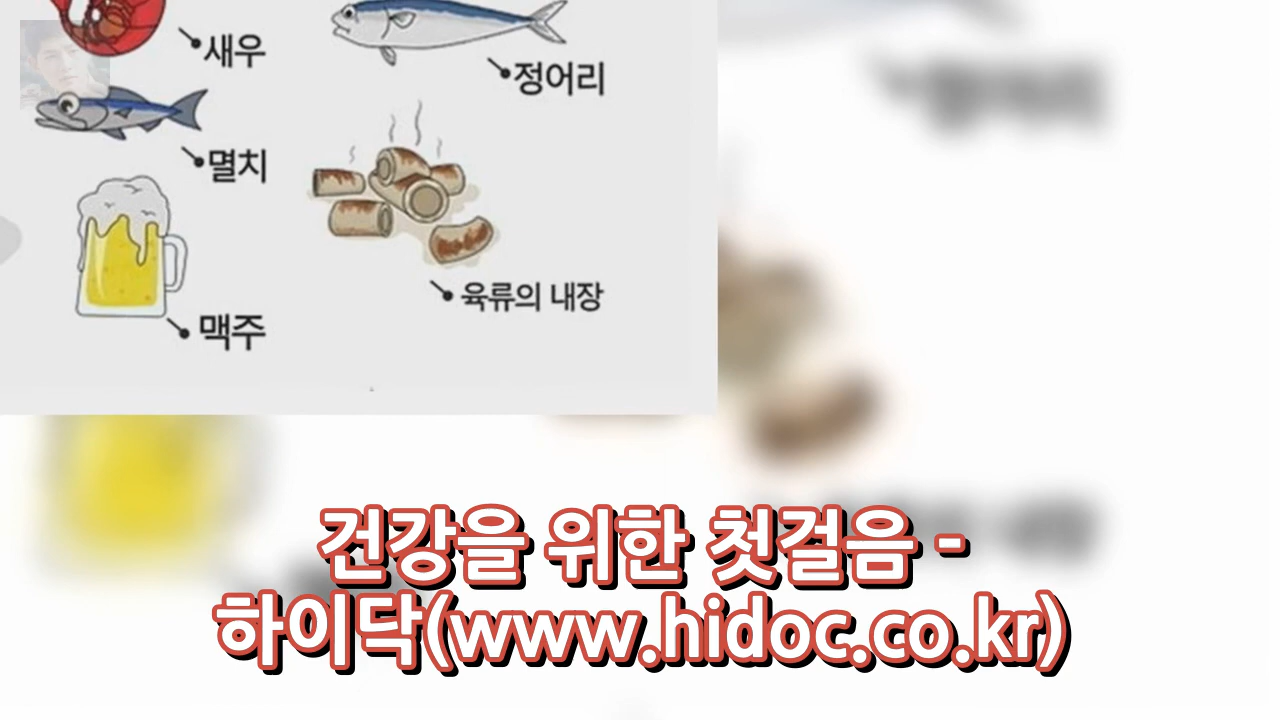 새우
정어리
멸치
육류의 내장
맥주
건강을 위한 첫걸음 -
하이닥(www.hidoc.co.kr)